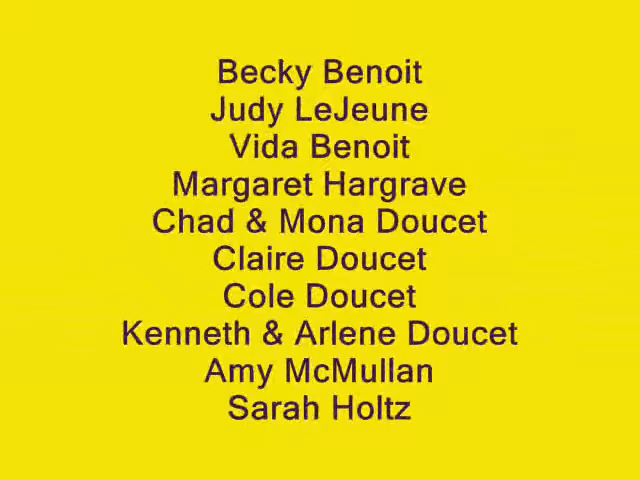 Becky Benoit
Judy LeJeune
Vida Benoit
Margaret Hargrave
Chad & Mona Doucet
Claire Doucet
Cole Doucet
Kenneth & Arlene Doucet
Amy McMullan
Sarah Holtz